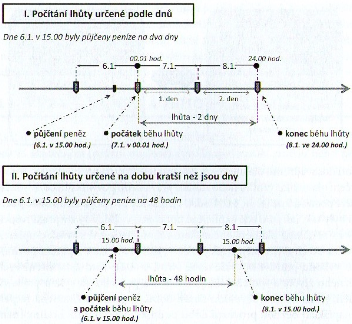 I. Počítání lhůty určené podle dnů
Dne 6.1. v 15.00 byly půjčeny peníze na dva dny
00.01 hod.
24.00 hod.
6.1.
7.1.
8.1.
1. den
2. den
lhůta - 2 dny
půjčení peněz
(6.1. v 15.00 hod.)
počátek běhu lhůty
(7.1. v 00.01 hod.)
konec běhu lhůty
(8.1. ve 24.00 hod.)
II. Počítání lhůty určené na dobu kratší než jsou dny
Dne 6.1. v 15.00 byly půjčeny peníze na 48 hodin
6.1.
7.1.
8.1.
15.00 hod.
15.00 hod.
lhůta - 48 hodin
půjčení peněz
a počátek běhu lhůty
(6.1. v 15.00 hod.)
konec běhu lhůty
(8.1. v 15.00 hod.)